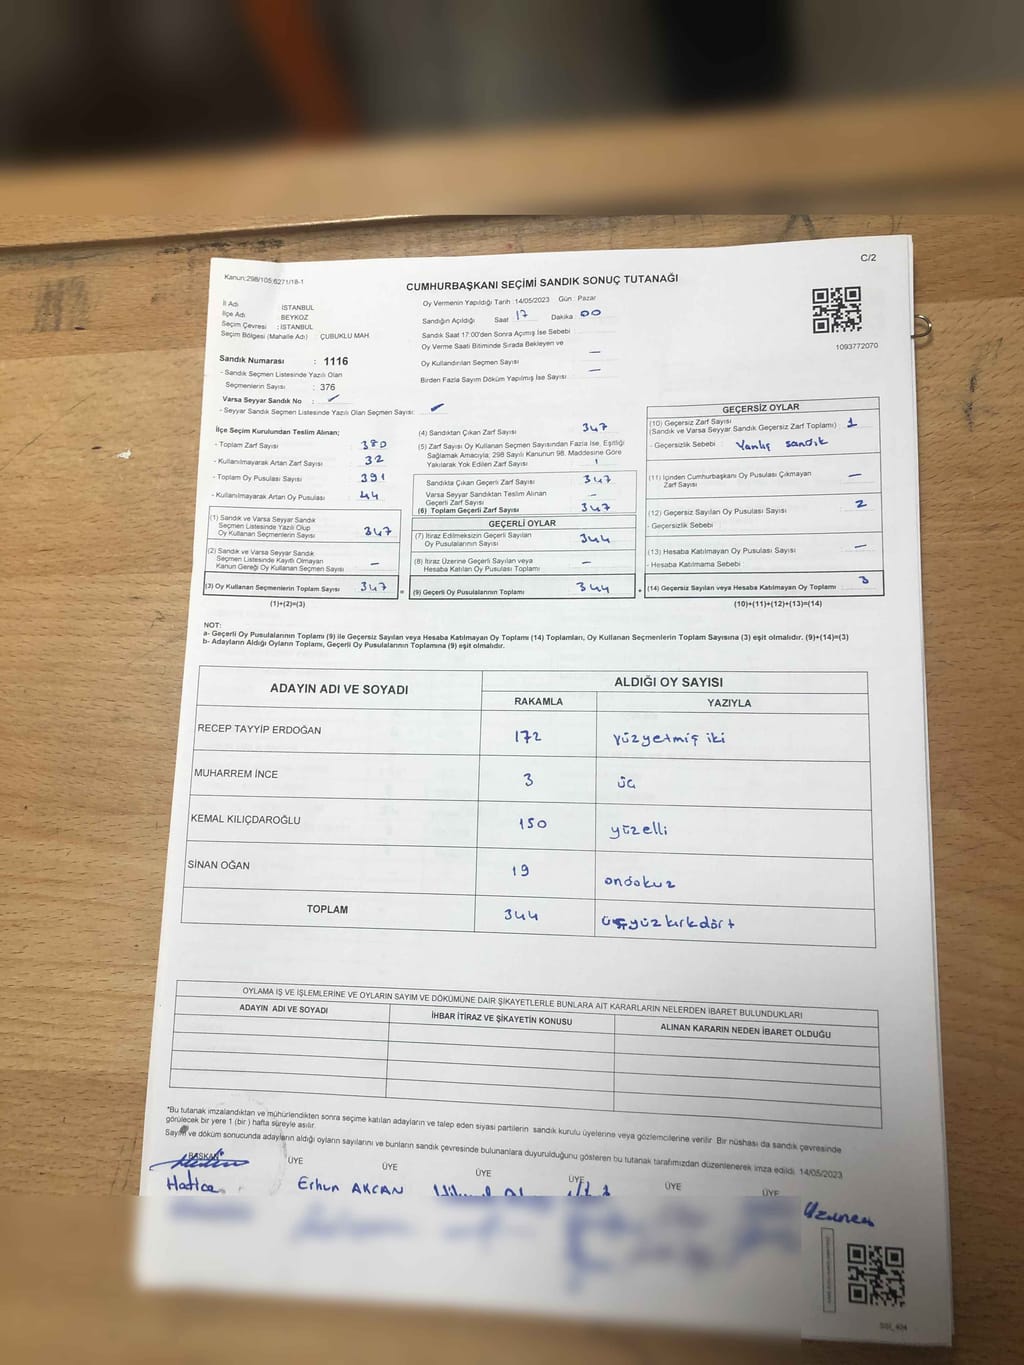 C/2
Kanun:298/105;6271/18-1
CUMHURBAŞKANI SEÇİMİ SANDIK SONUÇ TUTANAĞI
İl Adı İSTANBUL
İlçe Adı BEYKOZ
Seçim Çevresi : İSTANBUL
Seçim Bölgesi (Mahalle Adı) ÇUBUKLU MAH
Sandık Numarası : 1116
- Sandık Seçmen Listesinde Yazılı Olan
Seçmenlerin Sayısı : 376
Varsa Seyyar Sandık No :
- Seyyar Sandık Seçmen Listesinde Yazılı Olan Seçmen Sayısı:
Oy Vermenin Yapıldığı Tarih :14/05/2023 Gün : Pazar
Sandığın Açıldığı Saat 17 Dakika 00
Sandık Saat 17:00'den Sonra Açımış İse Sebebi
Oy Verme Saati Bitiminde Sırada Bekleyen ve
Oy Kullandırılan Seçmen Sayısı —
Birden Fazla Sayım Döküm Yapılmış İse Sayısı —
1093772070
İlçe Seçim Kurulundan Teslim Alınan;
- Toplam Zarf Sayısı 380
- Kullanılmayarak Artan Zarf Sayısı 32
- Toplam Oy Pusulası Sayısı 391
- Kullanılmayarak Artan Oy Pusulası 44
(1) Sandık ve Varsa Seyyar Sandık
Seçmen Listesinde Yazılı Olup
Oy Kullanan Seçmenlerin Sayısı 347
(2) Sandık ve Varsa Seyyar Sandık
Seçmen Listesinde Kayıtlı Olmayan
Kanun Gereği Oy Kullanan Seçmen Sayısı —
(3) Oy Kullanan Seçmenlerin Toplam Sayısı 347 =
(1)+(2)=(3)
(4) Sandıktan Çıkan Zarf Sayısı 347
(5) Zarf Sayısı Oy Kullanan Seçmen Sayısından Fazla İse, Eşitliği
Sağlamak Amacıyla; 298 Sayılı Kanunun 98. Maddesine Göre
Yakılarak Yok Edilen Zarf Sayısı
Sandıkta Çıkan Geçerli Zarf Sayısı 347
Varsa Seyyar Sandıktan Teslim Alınan
Geçerli Zarf Sayısı —
(6) Toplam Geçerli Zarf Sayısı 347
GEÇERLİ OYLAR
(7) İtiraz Edilmeksizin Geçerli Sayılan
Oy Pusulalarının Sayısı 344
(8) İtiraz Üzerine Geçerli Sayılan veya
Hesaba Katılan Oy Pusulası Toplamı —
(9) Geçerli Oy Pusulalarının Toplamı 344 +
GEÇERSİZ OYLAR
(10) Geçersiz Zarf Sayısı
(Sandık ve Varsa Seyyar Sandık Geçersiz Zarf Toplamı) 1
- Geçersizlik Sebebi : Yanlış sandık
(11) İçinden Cumhurbaşkanı Oy Pusulası Çıkmayan
Zarf Sayısı —
(12) Geçersiz Sayılan Oy Pusulası Sayısı 2
- Geçersizlik Sebebi :
(13) Hesaba Katılmayan Oy Pusulası Sayısı —
- Hesaba Katılmama Sebebi :
(14) Geçersiz Sayılan veya Hesaba Katılmayan Oy Toplamı 3
(10)+(11)+(12)+(13)=(14)
NOT:
a- Geçerli Oy Pusulalarının Toplamı (9) ile Geçersiz Sayılan veya Hesaba Katılmayan Oy Toplamı (14) Toplamları, Oy Kullanan Seçmenlerin Toplam Sayısına (3) eşit olmalıdır. (9)+(14)=(3)
b- Adayların Aldığı Oyların Toplamı, Geçerli Oy Pusulalarının Toplamına (9) eşit olmalıdır.
ADAYIN ADI VE SOYADI ALDIĞI OY SAYISI
RAKAMLA YAZIYLA
RECEP TAYYİP ERDOĞAN 172 yüzyetmiş iki
MUHARREM İNCE 3 üç
KEMAL KILIÇDAROĞLU 150 yüzelli
SİNAN OĞAN 19 ondokuz
TOPLAM 344 üçyüzkırkdört
OYLAMA İŞ VE İŞLEMLERİNE VE OYLARIN SAYIM VE DÖKÜMÜNE DAİR ŞİKAYETLERLE BUNLARA AİT KARARLARIN NELERDEN İBARET BULUNDUKLARI
ADAYIN ADI VE SOYADI İHBAR İTİRAZ VE ŞİKAYETİN KONUSU ALINAN KARARIN NEDEN İBARET OLDUĞU
*Bu tutanak imzalandıktan ve mühürlendikten sonra seçime katılan adayların ve talep eden siyasi partilerin sandık kurulu üyelerine veya gözlemcilerine verilir. Bir nüshası da sandık çevresinde
görülecek bir yere 1 (bir ) hafta süreyle asılır.
Sayım ve döküm sonucunda adayların aldığı oyların sayılarını ve bunların sandık çevresinde bulunanlara duyurulduğunu gösteren bu tutanak tarafımızdan düzenlenerek imza edildi. 14/05/2023
BAŞKAN ÜYE ÜYE ÜYE ÜYE ÜYE ÜYE
Hatice Erhun AKCAN